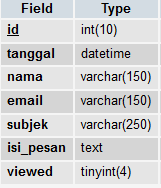 Field Type
id int(10)
tanggal datetime
nama varchar(150)
email varchar(150)
subjek varchar(250)
isi_pesan text
viewed tinyint(4)